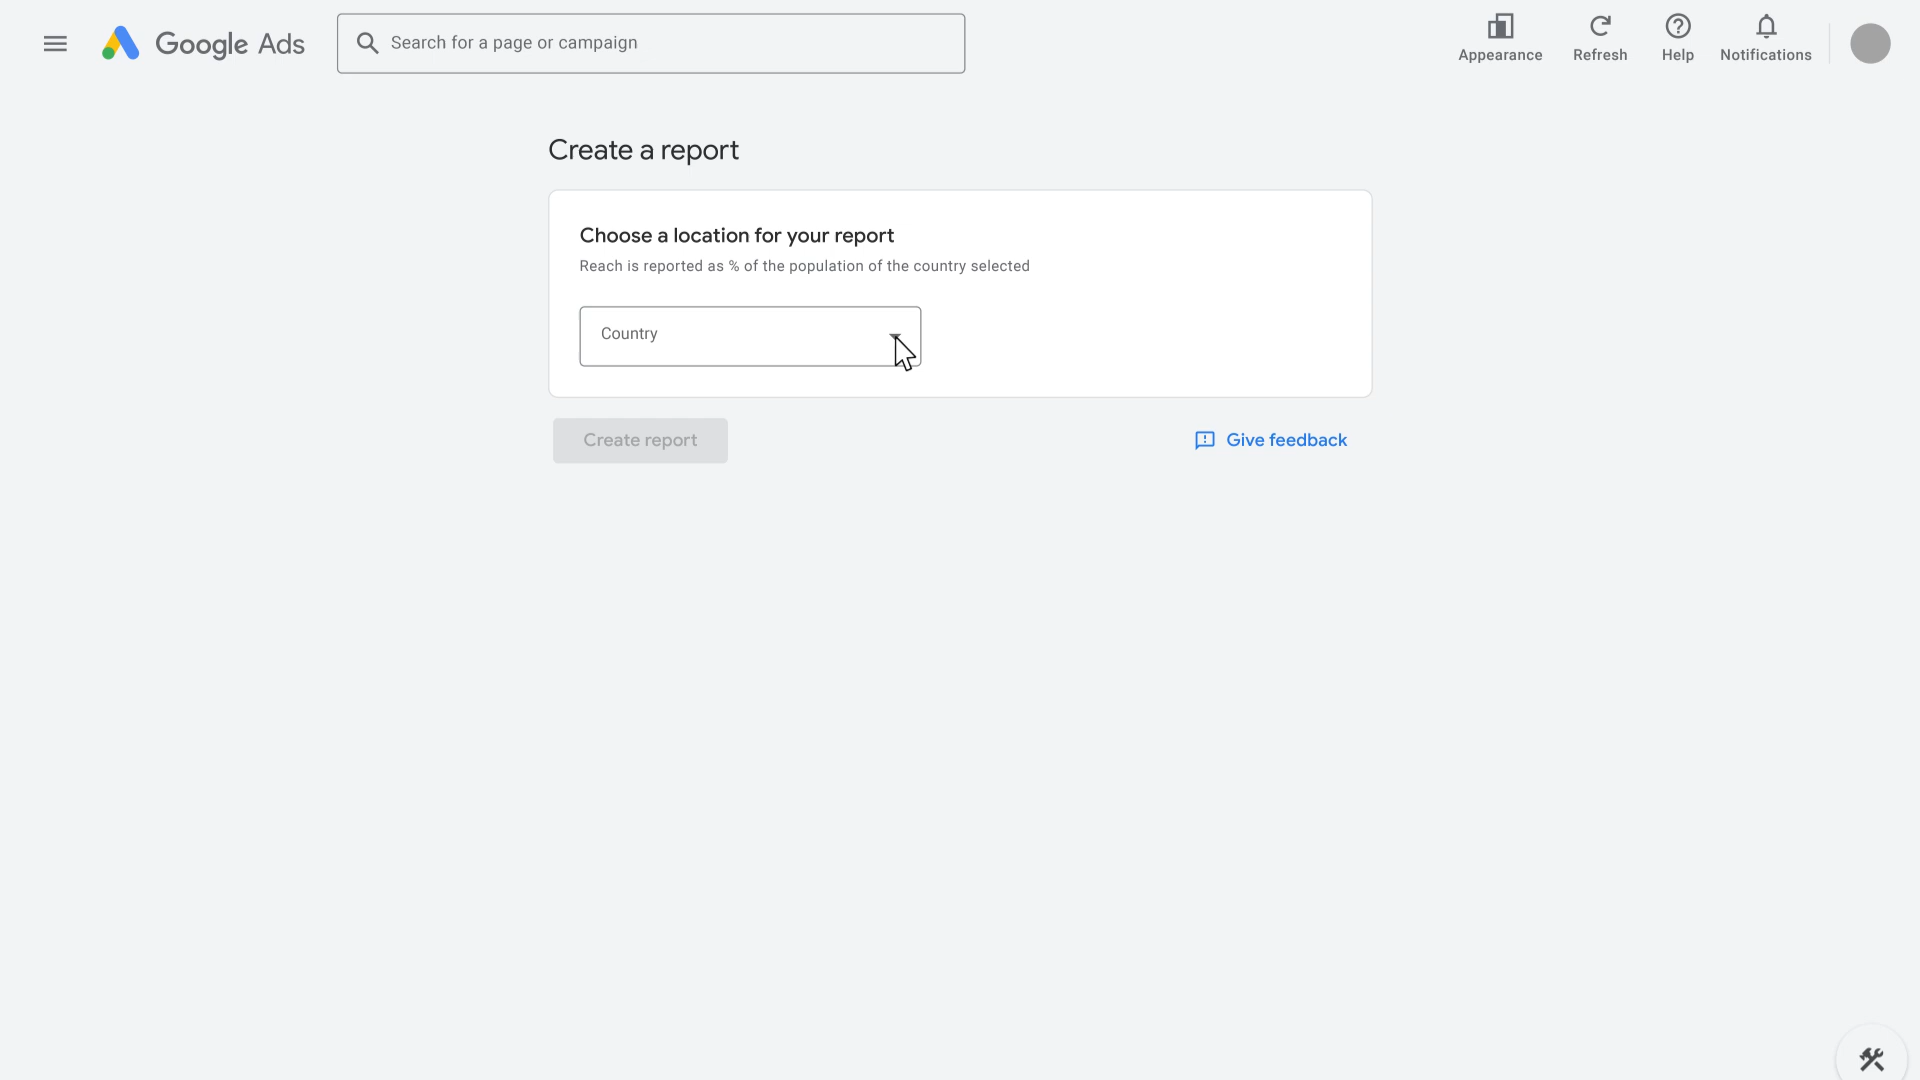 Google Ads
Search for a page or campaign
Appearance
Refresh
Help
Notifications
Create a report
Choose a location for your report
Reach is reported as % of the population of the country selected
Country
Create report
Give feedback